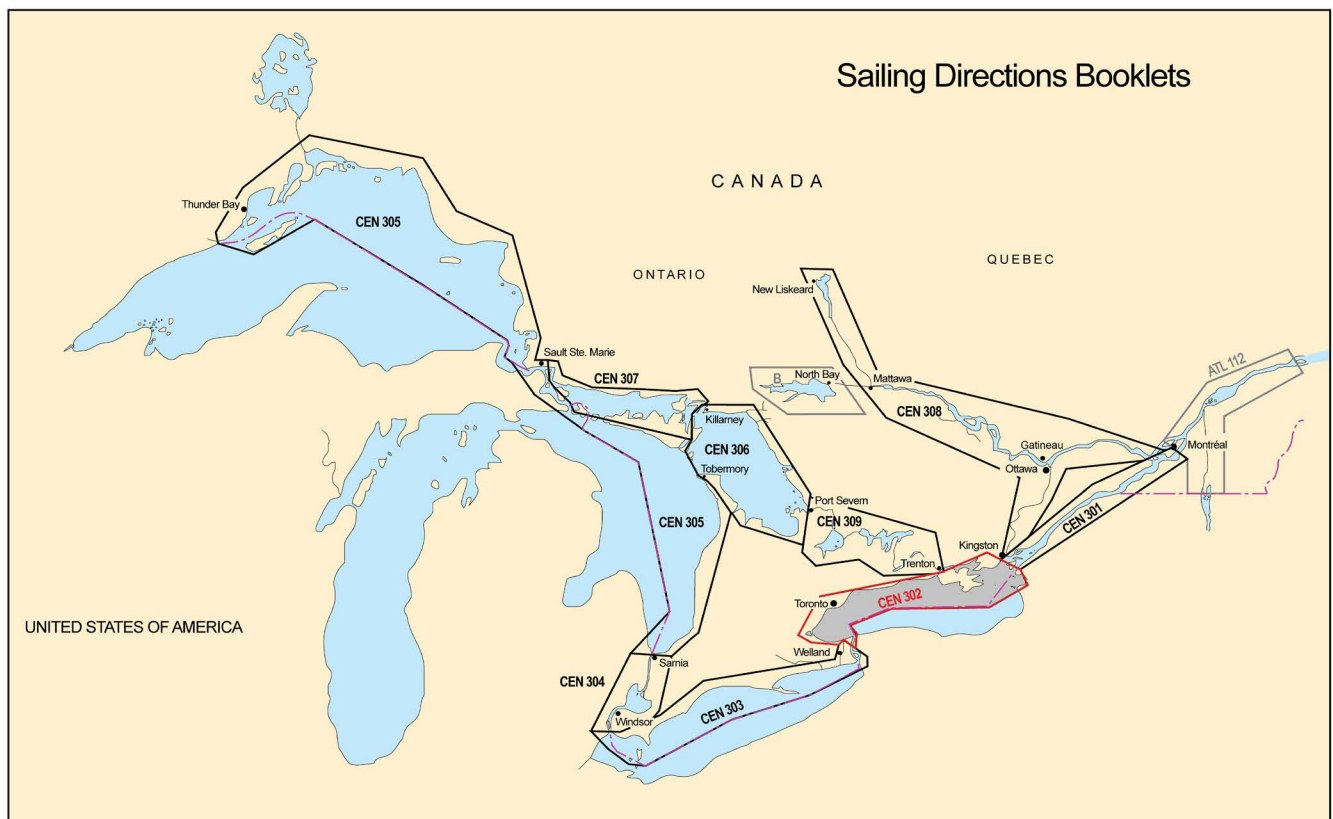 Sailing Directions Booklets
CANADA
Thunder Bay
CEN 305
QUEBEC
ONTARIO
New Liskeard
Sault Ste. Marie
ATL 112
CEN 307
B
North Bay
Mattawa
CEN 308
Killarney
Gatineau
Montréal
CEN 306
Tobermory
Ottawa
Port Severn
CEN 301
CEN 305
CEN 309
Kingston
Trenton
CEN 302
Toronto
UNITED STATES OF AMERICA
Welland
Sarnia
CEN 304
CEN 303
Windsor